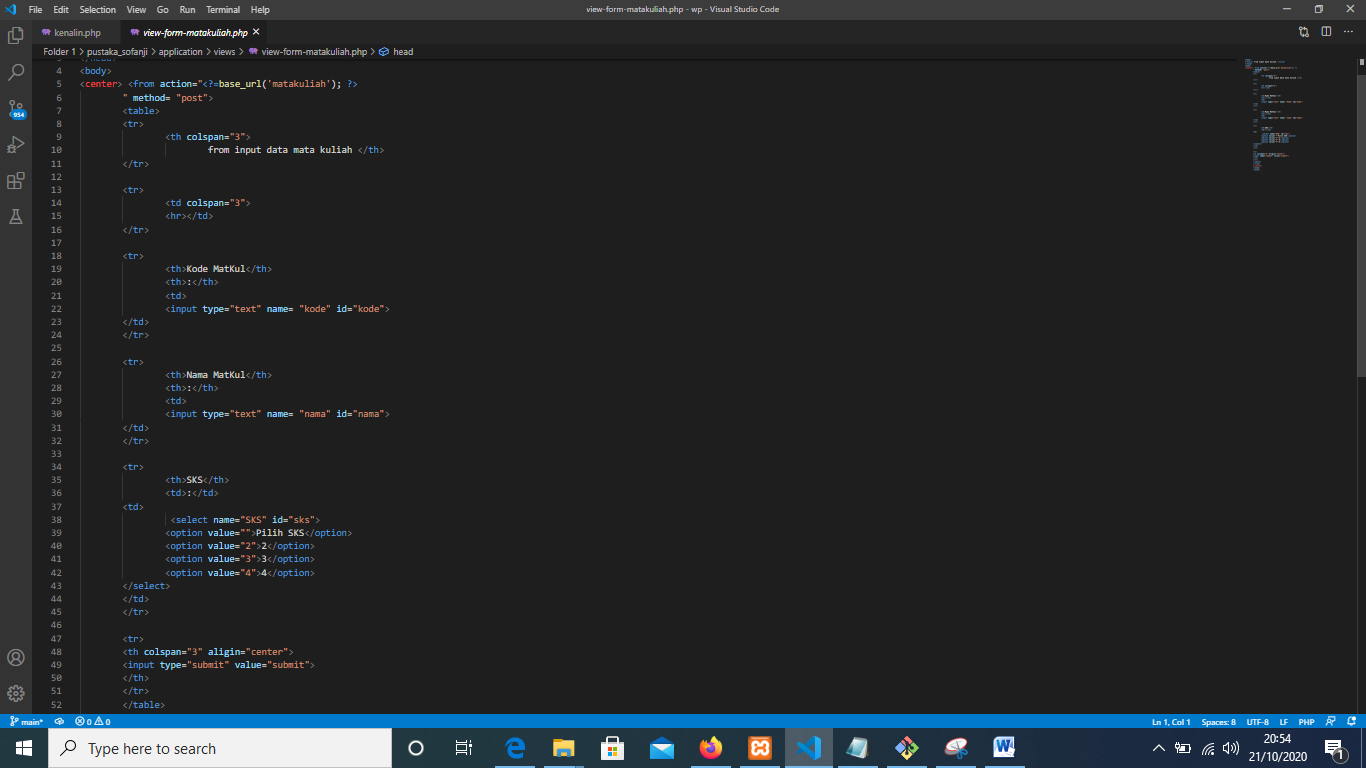 File Edit Selection View Go Run Terminal Help
view-form-matakuliah.php - wp - Visual Studio Code
kenalin.php
view-form-matakuliah.php
Folder 1 > pustaka_sofanji > application > views > view-form-matakuliah.php > head
3 </head>
4 <body>
5 <center> <from action="<?=base_url('matakuliah'); ?>
6 " method= "post">
7 <table>
8 <tr>
9 <th colspan="3">
10 from input data mata kuliah </th>
11 </tr>
12
13 <tr>
14 <td colspan="3">
15 <hr></td>
16 </tr>
17
18 <tr>
19 <th>Kode MatKul</th>
20 <th>:</th>
21 <td>
22 <input type="text" name= "kode" id="kode">
23 </td>
24 </tr>
25
26 <tr>
27 <th>Nama MatKul</th>
28 <th>:</th>
29 <td>
30 <input type="text" name= "nama" id="nama">
31 </td>
32 </tr>
33
34 <tr>
35 <th>SKS</th>
36 <td>:</td>
37 <td>
38 <select name="SKS" id="sks">
39 <option value="">Pilih SKS</option>
40 <option value="2">2</option>
41 <option value="3">3</option>
42 <option value="4">4</option>
43 </select>
44 </td>
45 </tr>
46
47 <tr>
48 <th colspan="3" aligin="center">
49 <input type="submit" value="submit">
50 </th>
51 </tr>
52 </table>
954
main* 0 0
Ln 1, Col 1 Spaces: 8 UTF-8 LF PHP
Type here to search
20:54
21/10/2020
1